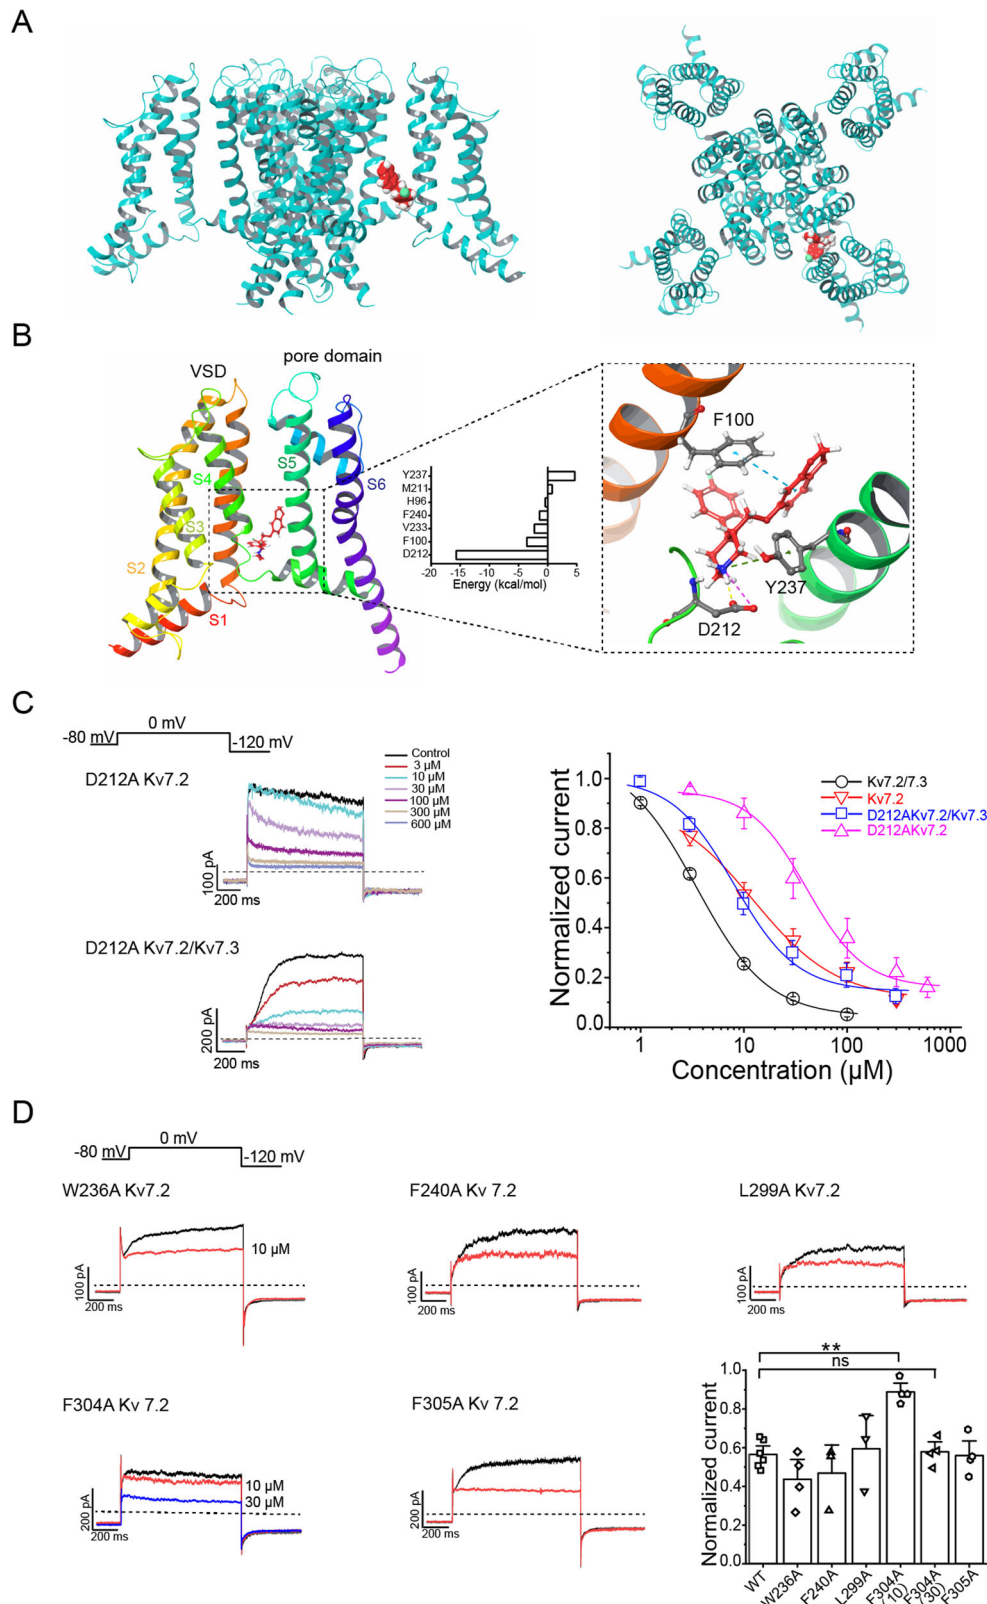 A
B
VSD
pore domain
S4
S5
S6
S3
S2
S1
Y237
M211
H96
F240
V233
F100
D212
-20 -15 -10 -5 0 5
Energy (kcal/mol)
F100
Y237
D212
C
0 mV
-80 mV
-120 mV
D212A Kv7.2
Control
3 μM
10 μM
30 μM
100 μM
300 μM
600 μM
100 pA
200 ms
D212A Kv7.2/Kv7.3
200 pA
200 ms
Normalized current
1.0
0.8
0.6
0.4
0.2
0.0
Kv7.2/7.3
Kv7.2
D212AKv7.2/Kv7.3
D212AKv7.2
1 10 100 1000
Concentration (μM)
D
0 mV
-80 mV
-120 mV
W236A Kv7.2
10 μM
100 pA
200 ms
F240A Kv 7.2
100 pA
200 ms
L299A Kv7.2
100 pA
200 ms
F304A Kv 7.2
10 μM
30 μM
200 pA
200 ms
F305A Kv 7.2
200 pA
200 ms
Normalized current
1.0
0.8
0.6
0.4
0.2
0.0
**
ns
WT
W236A
F240A
L299A
F304A
(10)
F304A
(30)
F305A